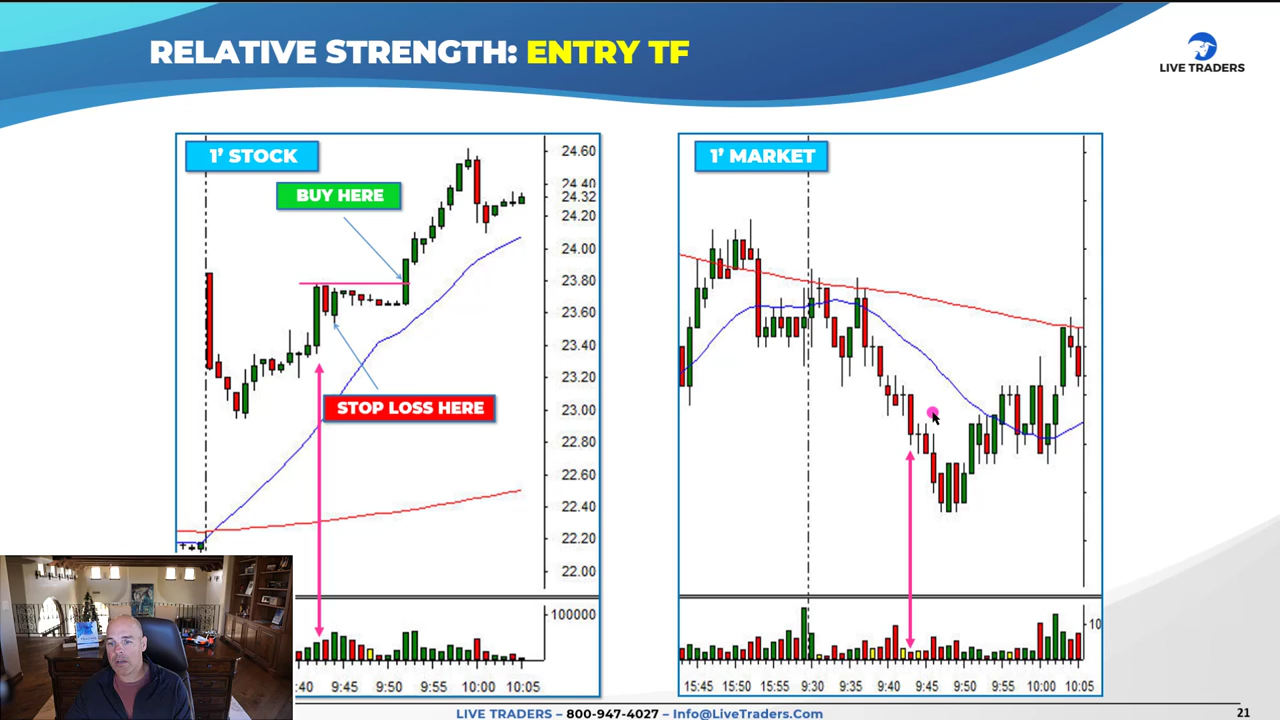 RELATIVE STRENGTH: ENTRY TF
LIVE TRADERS
1' STOCK
BUY HERE
STOP LOSS HERE
24.60
24.40
24.32
24.20
24.00
23.80
23.60
23.40
23.20
23.00
22.80
22.60
22.40
22.20
22.00
100000
:40 9:45 9:50 9:55 10:00 10:05
1' MARKET
10
15:45 15:50 15:55 9:30 9:35 9:40 9:45 9:50 9:55 10:00 10:05
LIVE TRADERS – 800-947-4027 – Info@LiveTraders.Com
21